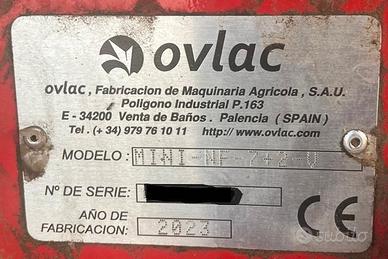 ovlac
ovlac , Fabricacion de Maquinaria Agricola , S.A.U.
Poligono Industrial P.163
E - 34200 Venta de Baños . Palencia ( SPAIN )
Tel . (+ 34) 979 76 10 11 http://www.ovlac.com
MODELO : MINI-NF-7+2-V
Nº DE SERIE:
AÑO DE
FABRICACION: 2023
CE
subito